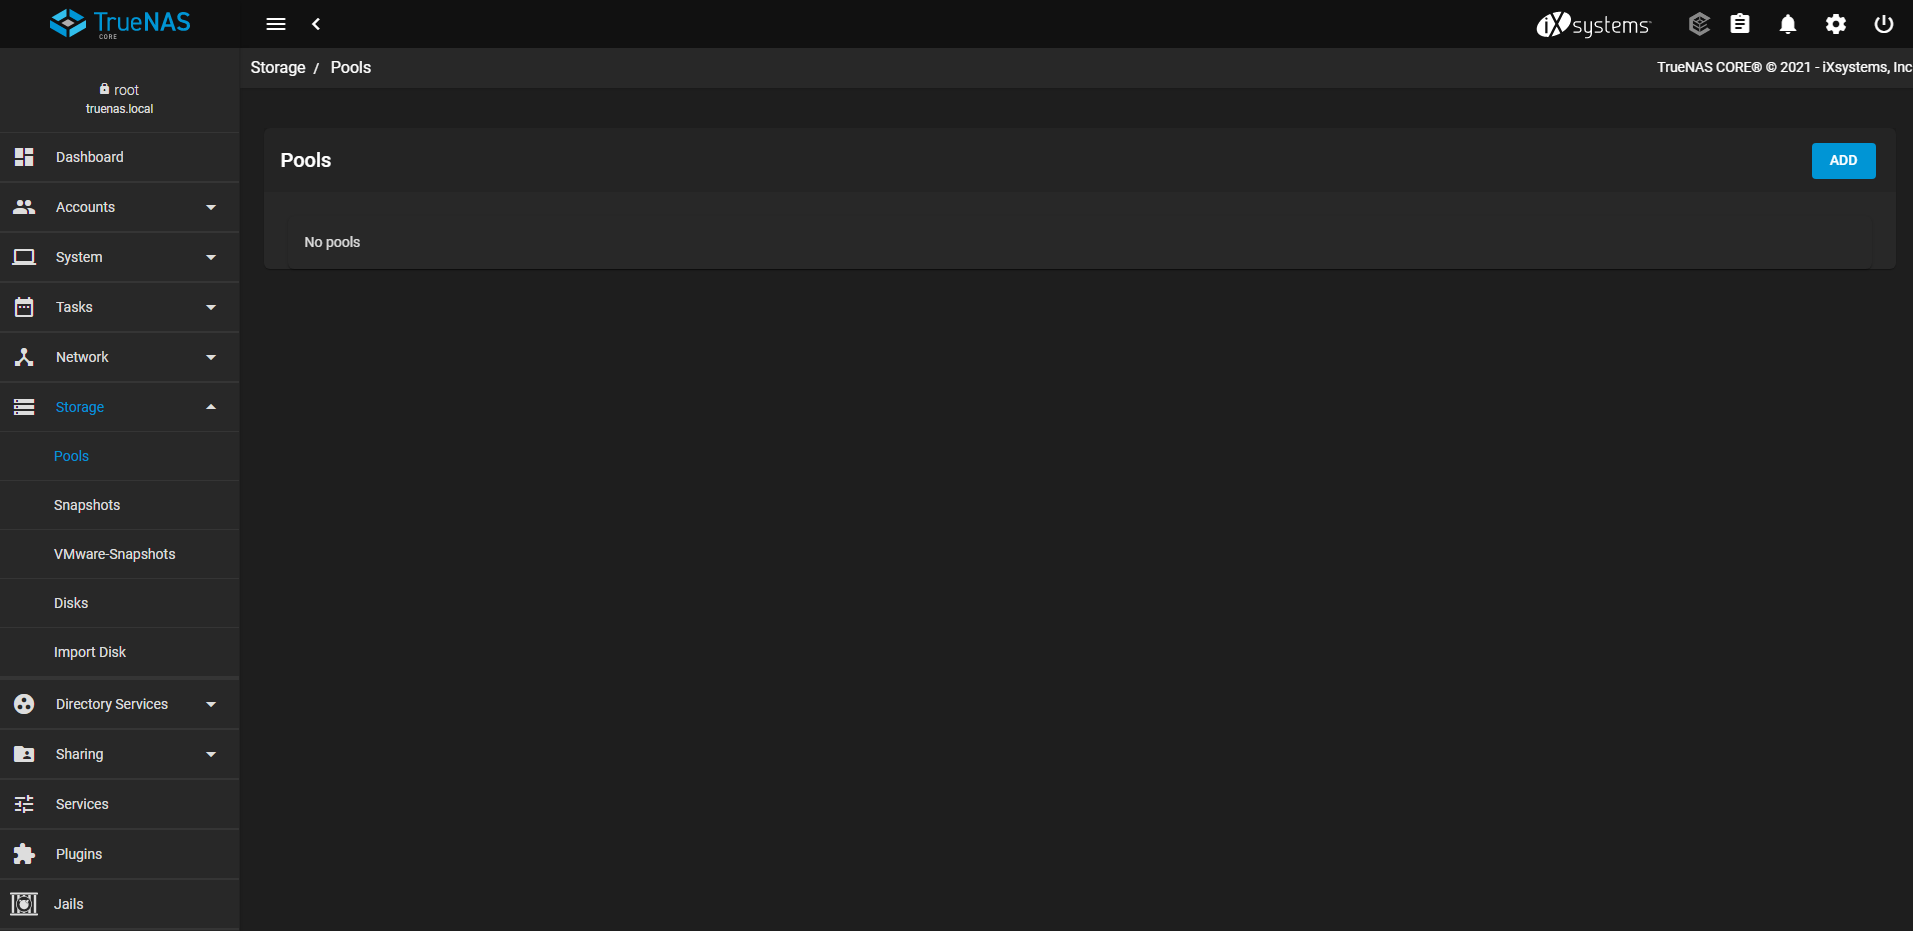 TrueNAS
CORE
iXsystems
Storage / Pools
TrueNAS CORE® © 2021 - iXsystems, Inc
root
truenas.local
Dashboard
Accounts
System
Tasks
Network
Storage
Pools
Snapshots
VMware-Snapshots
Disks
Import Disk
Directory Services
Sharing
Services
Plugins
Jails
Pools
ADD
No pools